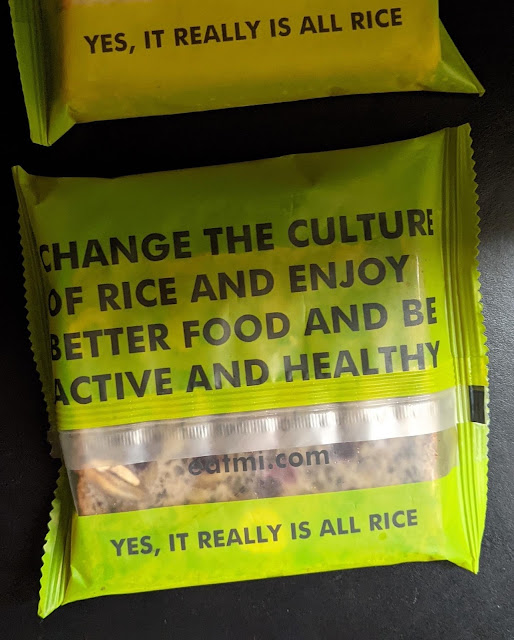 YES, IT REALLY IS ALL RICE
CHANGE THE CULTURE
OF RICE AND ENJOY
BETTER FOOD AND BE
ACTIVE AND HEALTHY
eatmi.com
YES, IT REALLY IS ALL RICE